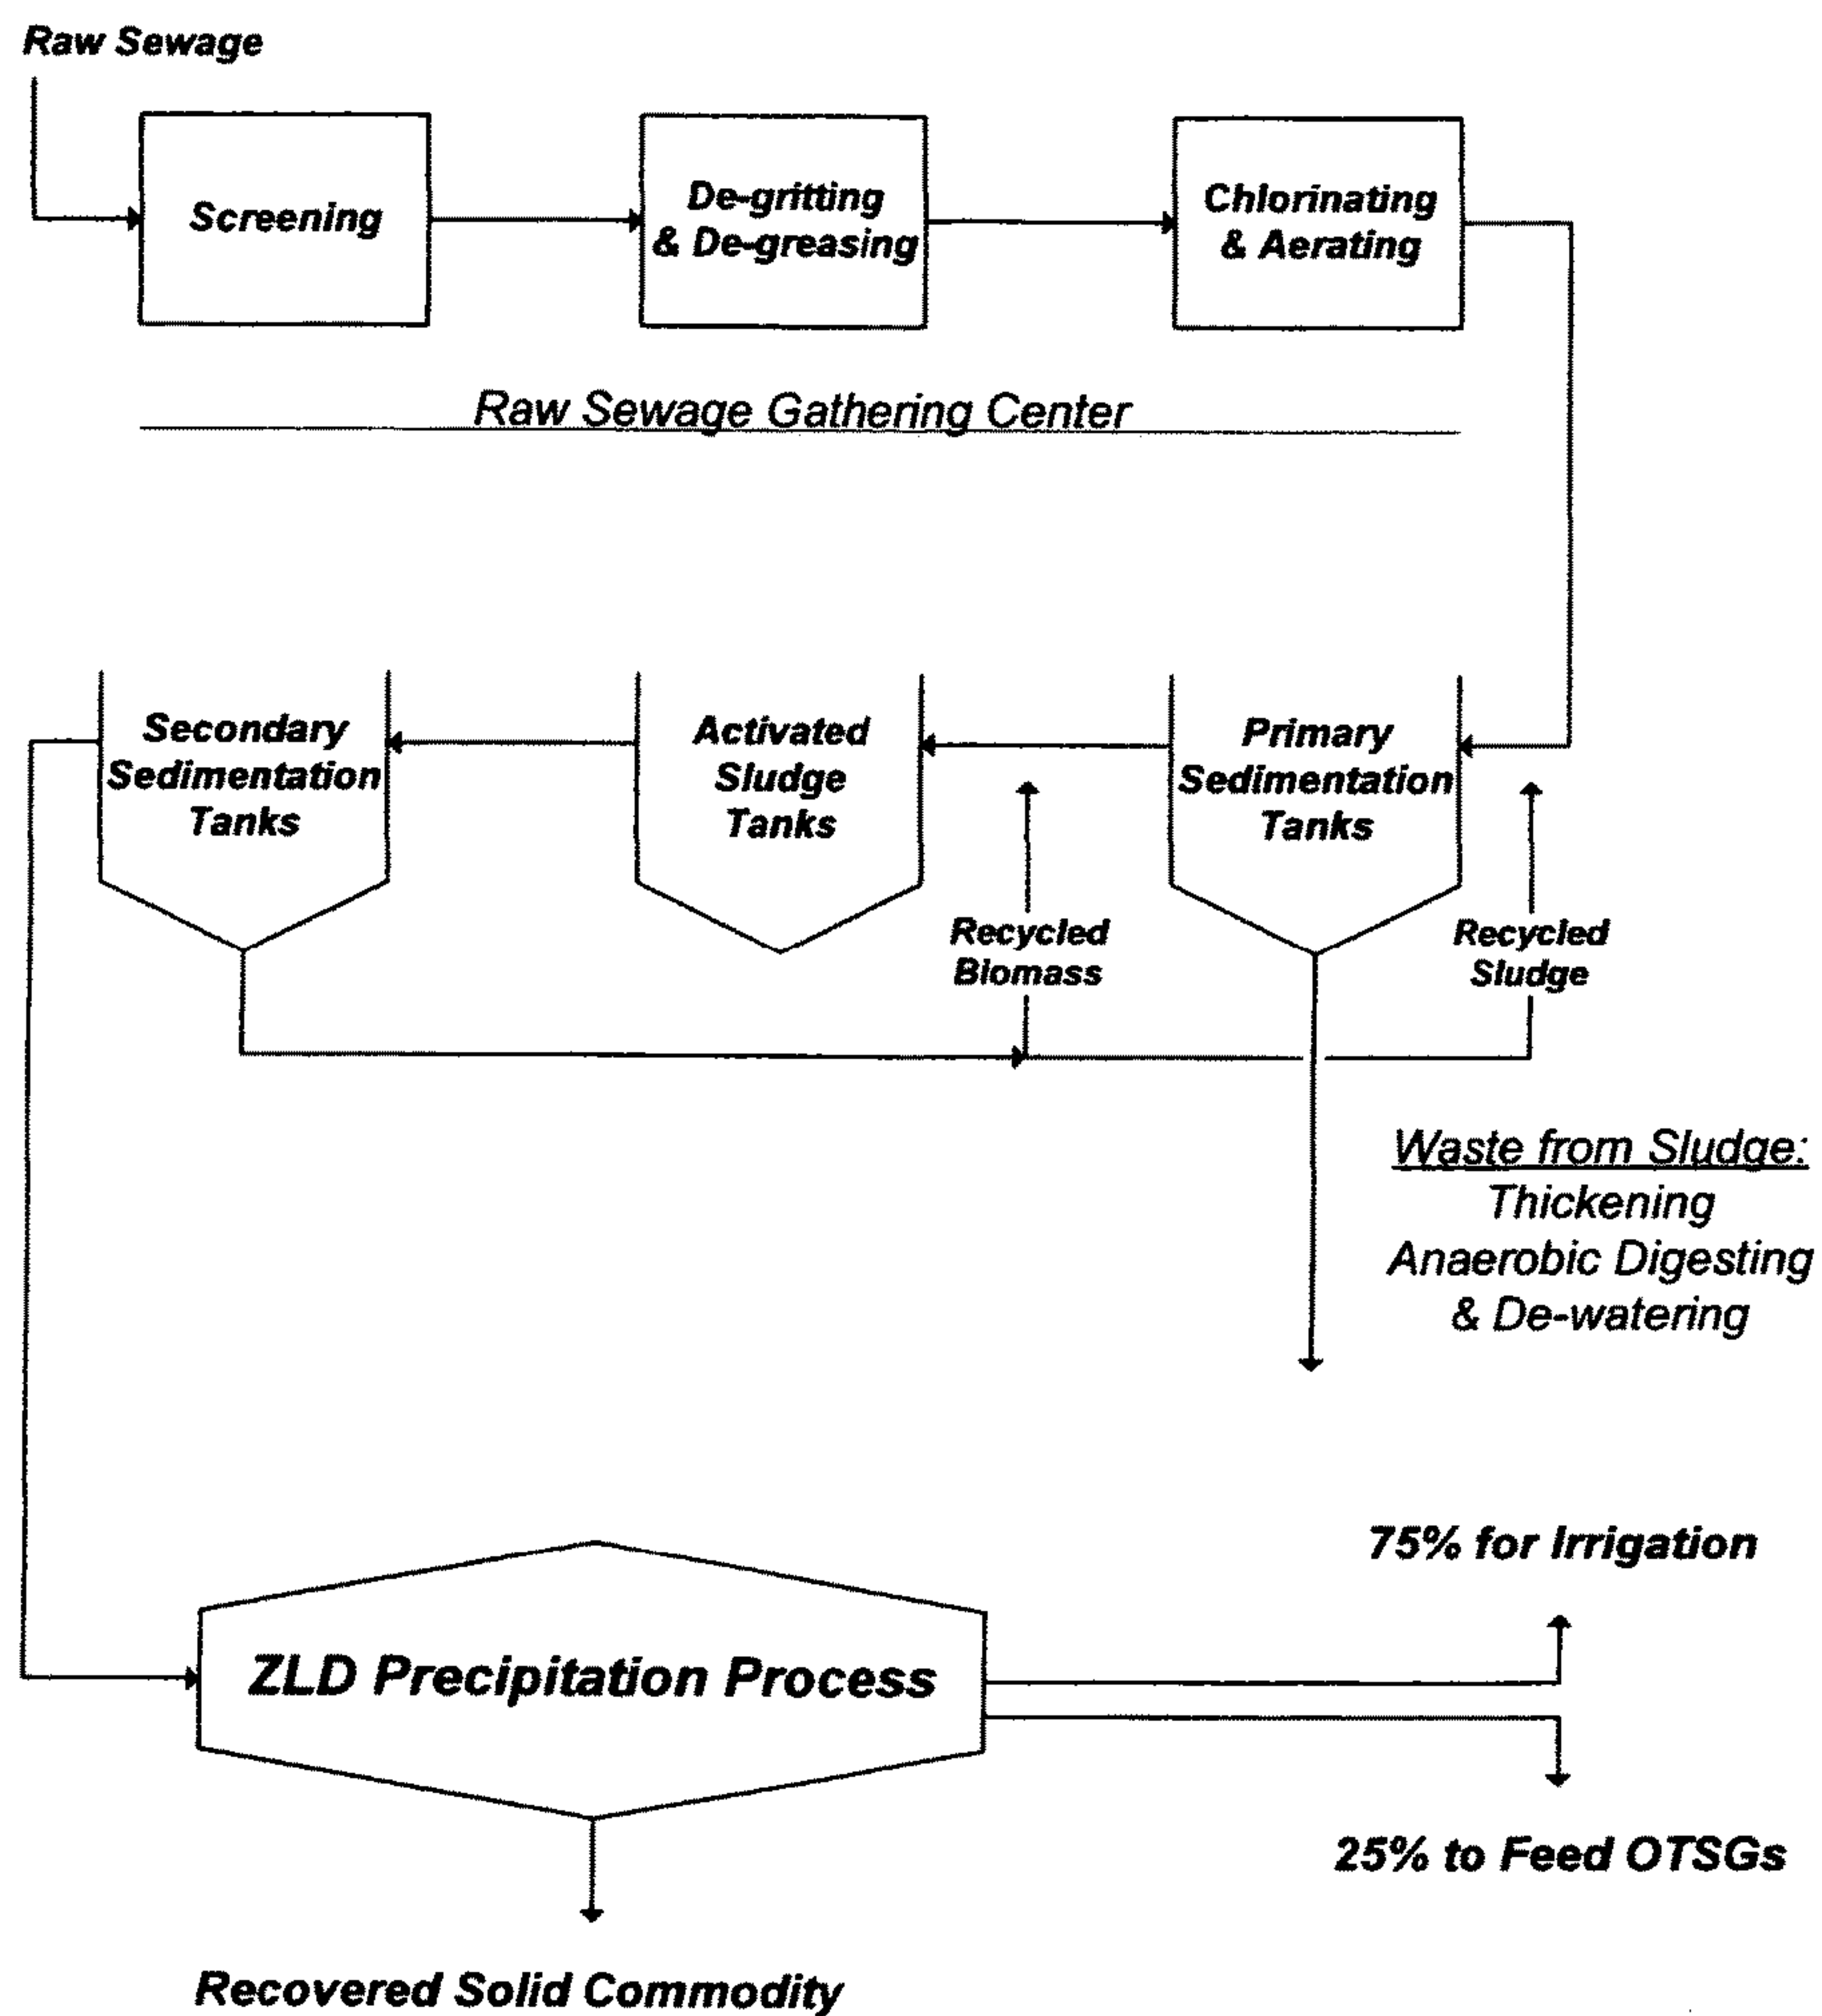 Raw Sewage
Screening
De-gritting
& De-greasing
Chlorinating
& Aerating
Raw Sewage Gathering Center
Secondary
Sedimentation
Tanks
Activated
Sludge
Tanks
Primary
Sedimentation
Tanks
Recycled
Biomass
Recycled
Sludge
Waste from Sludge:
Thickening
Anaerobic Digesting
& De-watering
75% for Irrigation
ZLD Precipitation Process
25% to Feed OTSGs
Recovered Solid Commodity